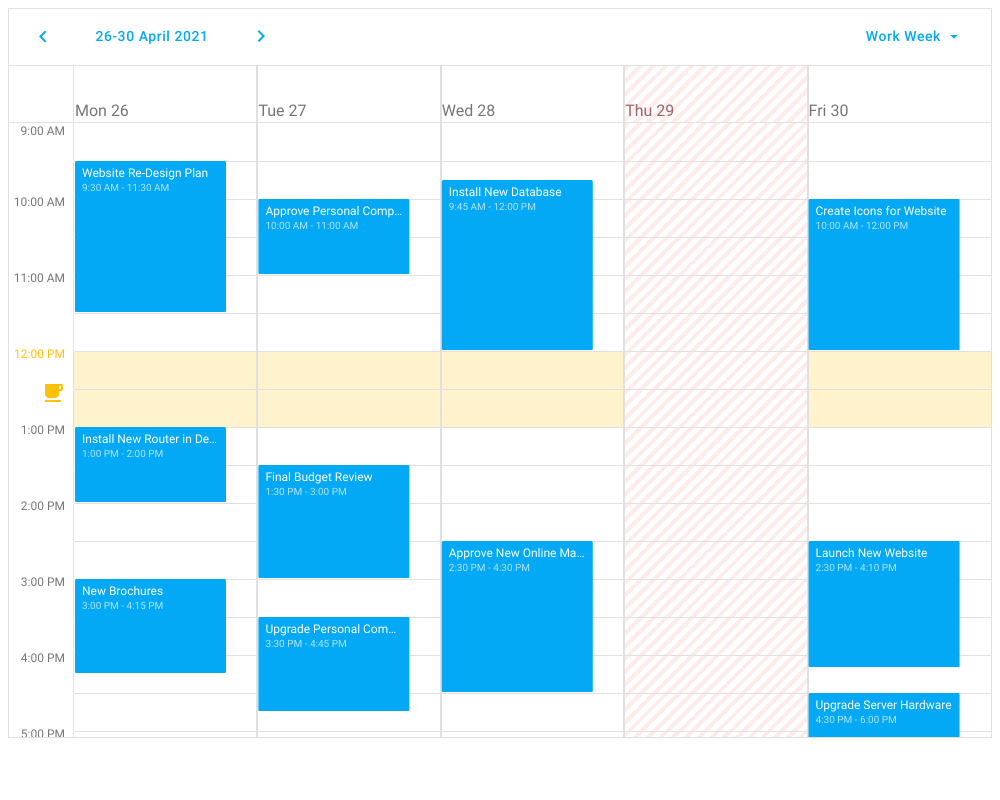 26-30 April 2021
Work Week
Mon 26
Tue 27
Wed 28
Thu 29
Fri 30
9:00 AM
10:00 AM
11:00 AM
12:00 PM
1:00 PM
2:00 PM
3:00 PM
4:00 PM
5:00 PM
Website Re-Design Plan
9:30 AM - 11:30 AM
Install New Router in De...
1:00 PM - 2:00 PM
New Brochures
3:00 PM - 4:15 PM
Approve Personal Comp...
10:00 AM - 11:00 AM
Final Budget Review
1:30 PM - 3:00 PM
Upgrade Personal Com...
3:30 PM - 4:45 PM
Install New Database
9:45 AM - 12:00 PM
Approve New Online Ma...
2:30 PM - 4:30 PM
Create Icons for Website
10:00 AM - 12:00 PM
Launch New Website
2:30 PM - 4:10 PM
Upgrade Server Hardware
4:30 PM - 6:00 PM